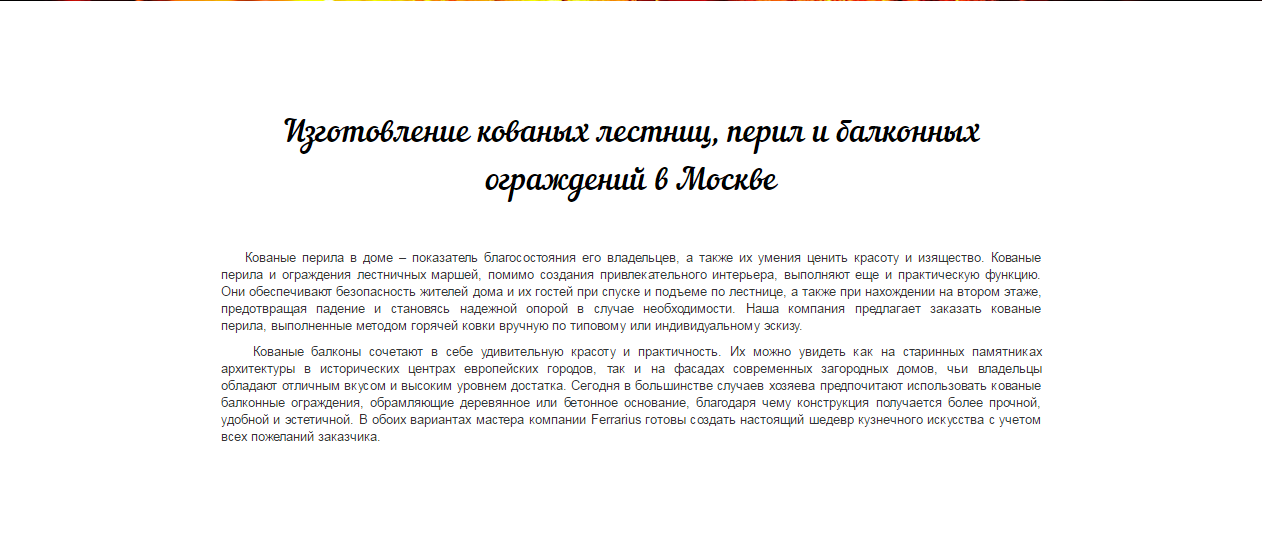 Изготовление кованых лестниц, перил и балконных
ограждений в Москве
Кованые перила в доме – показатель благосостояния его владельцев, а также их умения ценить красоту и изящество. Кованые
перила и ограждения лестничных маршей, помимо создания привлекательного интерьера, выполняют еще и практическую функцию.
Они обеспечивают безопасность жителей дома и их гостей при спуске и подъеме по лестнице, а также при нахождении на втором этаже,
предотвращая падение и становясь надежной опорой в случае необходимости. Наша компания предлагает заказать кованые
перила, выполненные методом горячей ковки вручную по типовому или индивидуальному эскизу.
Кованые балконы сочетают в себе удивительную красоту и практичность. Их можно увидеть как на старинных памятниках
архитектуры в исторических центрах европейских городов, так и на фасадах современных загородных домов, чьи владельцы
обладают отличным вкусом и высоким уровнем достатка. Сегодня в большинстве случаев хозяева предпочитают использовать кованые
балконные ограждения, обрамляющие деревянное или бетонное основание, благодаря чему конструкция получается более прочной,
удобной и эстетичной. В обоих вариантах мастера компании Ferrarius готовы создать настоящий шедевр кузнечного искусства с учетом
всех пожеланий заказчика.